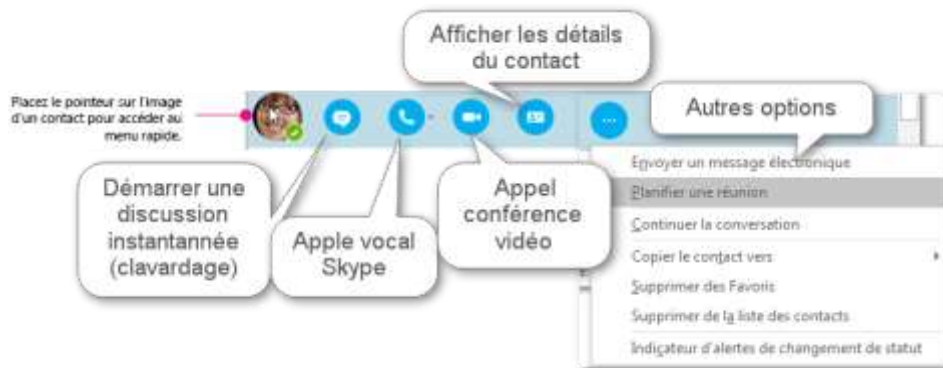 Afficher les détails
du contact
Placez le pointeur sur l'image
d'un contact pour accéder au
menu rapide.
Autres options
Démarrer une
discussion
instantannée
(clavardage)
Apple vocal
Skype
Appel
conférence
vidéo
Envoyer un message électronique
Planifier une réunion
Continuer la conversation
Copier le contact vers
Supprimer des Favoris
Supprimer de la liste des contacts
Indicateur d'alertes de changement de statut